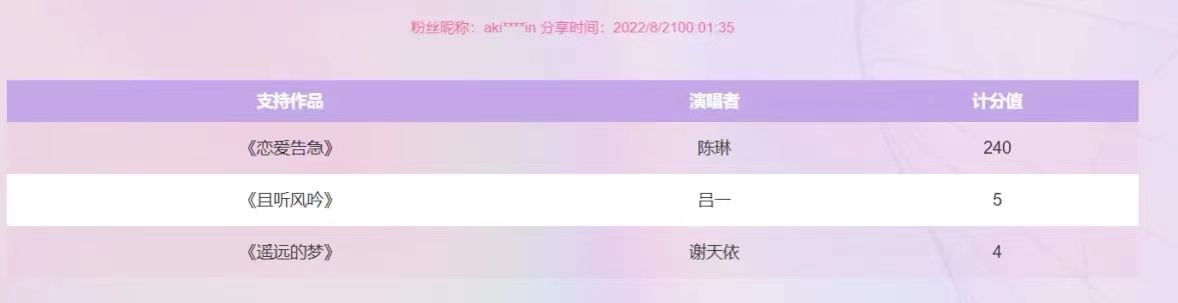 粉丝昵称：aki****in 分享时间：2022/8/2100:01:35
支持作品 演唱者 计分值
《恋爱告急》 陈琳 240
《且听风吟》 吕一 5
《遥远的梦》 谢天依 4